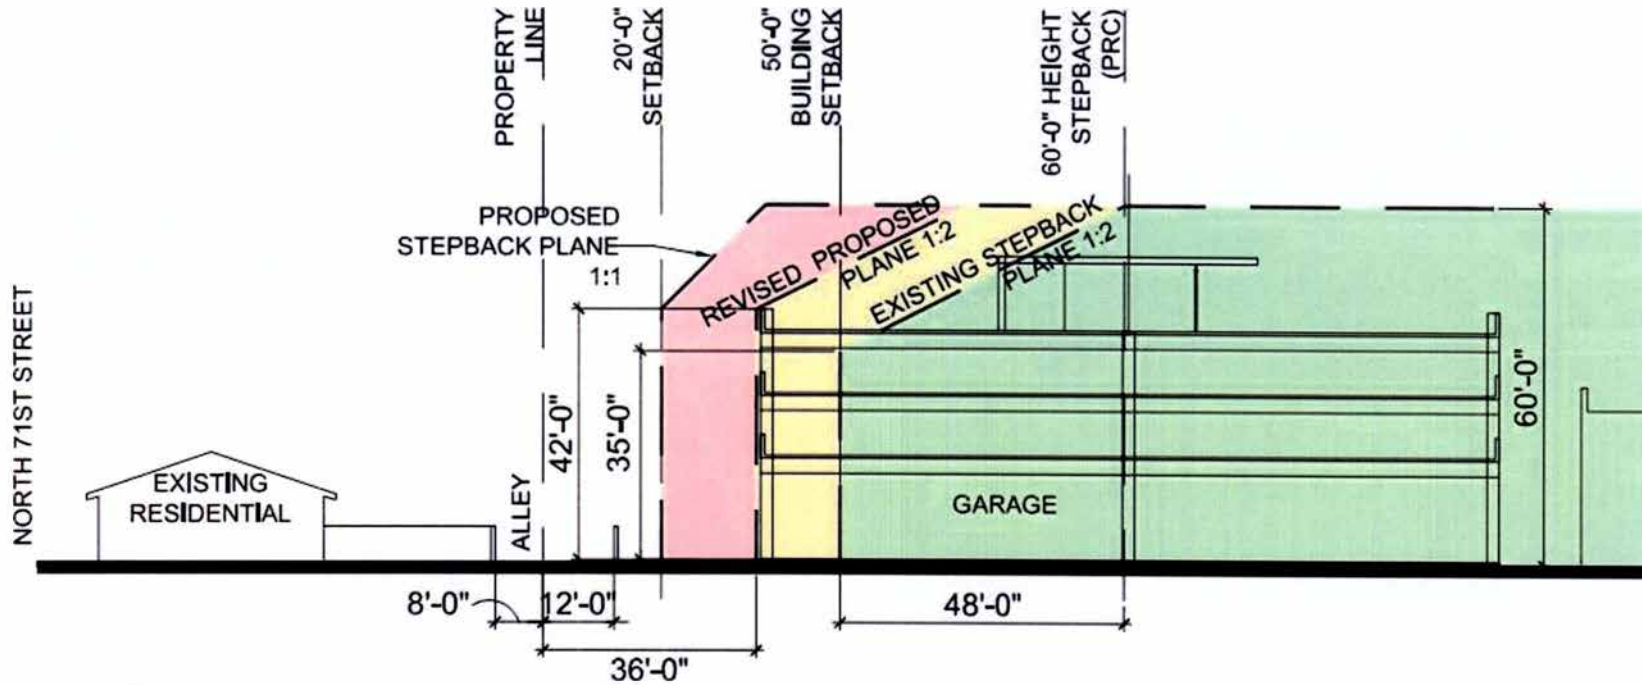 PROPERTY
LINE
20'-0"
SETBACK
50'-0"
BUILDING
SETBACK
60'-0" HEIGHT
STEPBACK
(PRC)
PROPOSED
STEPBACK PLANE
1:1
REVISED PROPOSED
PLANE 1:2
EXISTING STEPBACK
PLANE 1:2
NORTH 71ST STREET
EXISTING
RESIDENTIAL
ALLEY
42'-0"
35'-0"
GARAGE
60'-0"
8'-0"
12'-0"
48'-0"
36'-0"